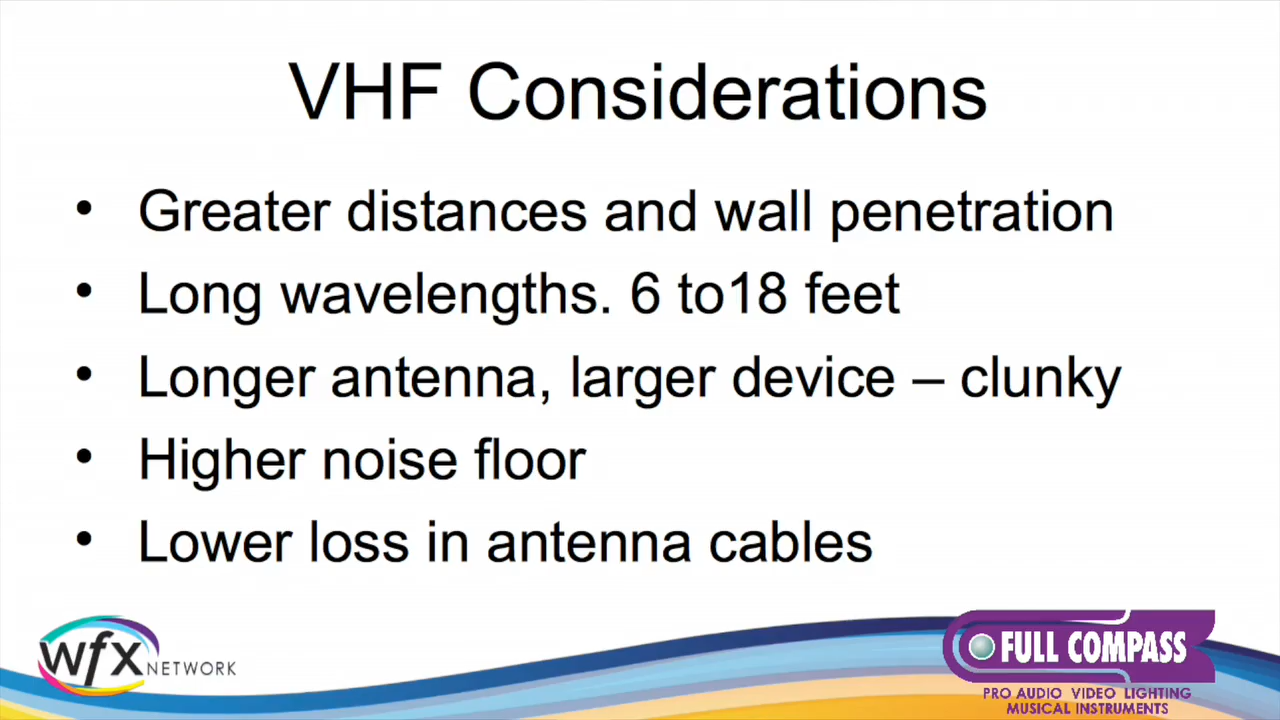 VHF Considerations
• Greater distances and wall penetration
• Long wavelengths. 6 to18 feet
• Longer antenna, larger device – clunky
• Higher noise floor
• Lower loss in antenna cables
wfx NETWORK
FULL COMPASS
PRO AUDIO VIDEO LIGHTING
MUSICAL INSTRUMENTS